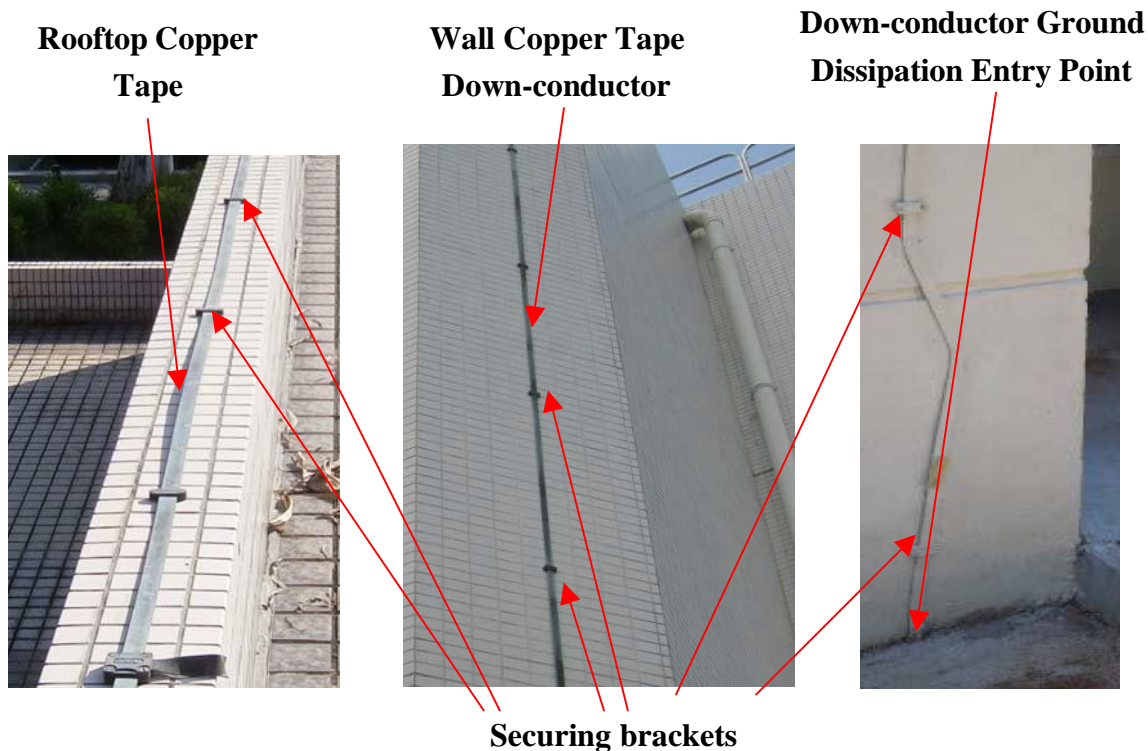 Rooftop Copper
Tape
Wall Copper Tape
Down-conductor
Down-conductor Ground
Dissipation Entry Point
Securing brackets